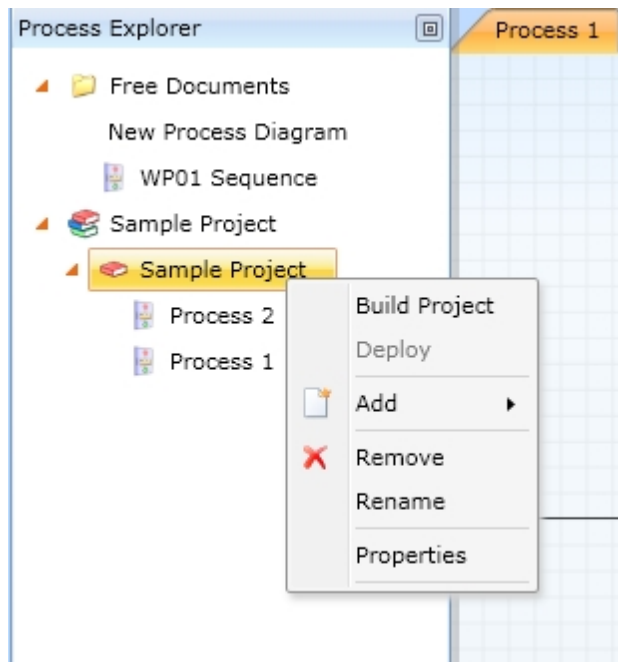 Process Explorer
Process 1
Free Documents
New Process Diagram
WP01 Sequence
Sample Project
Sample Project
Process 2
Process 1
Build Project
Deploy
Add
Remove
Rename
Properties